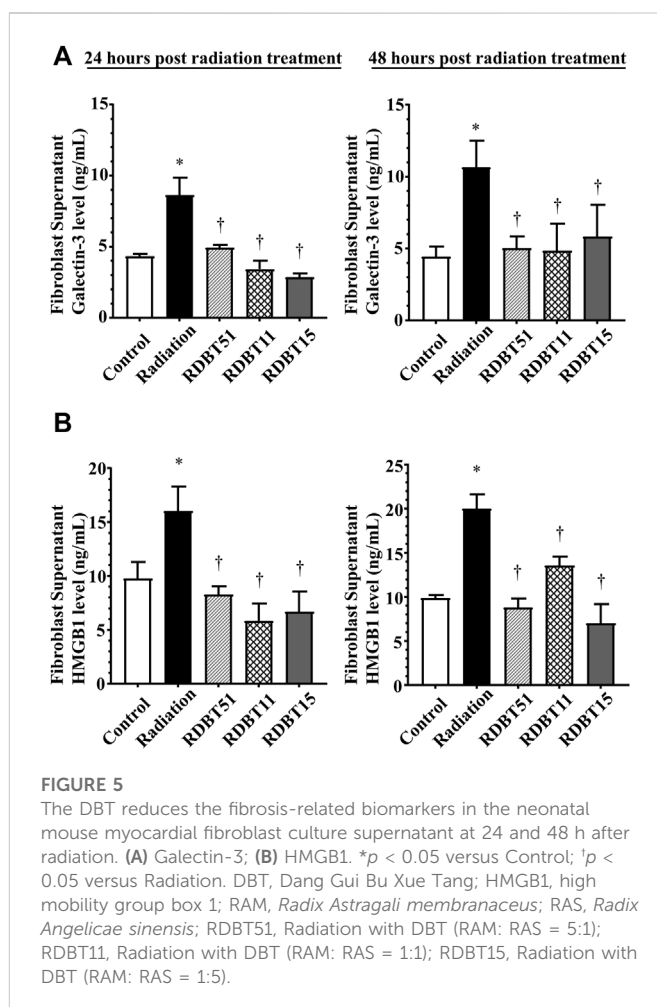 A 24 hours post radiation treatment 48 hours post radiation treatment
Fibroblast Supernatant
Galectin-3 level (ng/mL)
15
10
5
0
*
†
†
†
Control
Radiation
RDBT51
RDBT11
RDBT15
Fibroblast Supernatant
Galectin-3 level (ng/mL)
15
10
5
0
*
†
†
†
Control
Radiation
RDBT51
RDBT11
RDBT15
B
Fibroblast Supernatant
HMGB1 level (ng/mL)
20
15
10
5
0
*
†
†
†
Control
Radiation
RDBT51
RDBT11
RDBT15
Fibroblast Supernatant
HMGB1 level (ng/mL)
25
20
15
10
5
0
*
†
†
†
Control
Radiation
RDBT51
RDBT11
RDBT15
FIGURE 5
The DBT reduces the fibrosis-related biomarkers in the neonatal
mouse myocardial fibroblast culture supernatant at 24 and 48 h after
radiation. (A) Galectin-3; (B) HMGB1. *p < 0.05 versus Control; †p <
0.05 versus Radiation. DBT, Dang Gui Bu Xue Tang; HMGB1, high
mobility group box 1; RAM, Radix Astragali membranaceus; RAS, Radix
Angelicae sinensis; RDBT51, Radiation with DBT (RAM: RAS = 5:1);
RDBT11, Radiation with DBT (RAM: RAS = 1:1); RDBT15, Radiation with
DBT (RAM: RAS = 1:5).